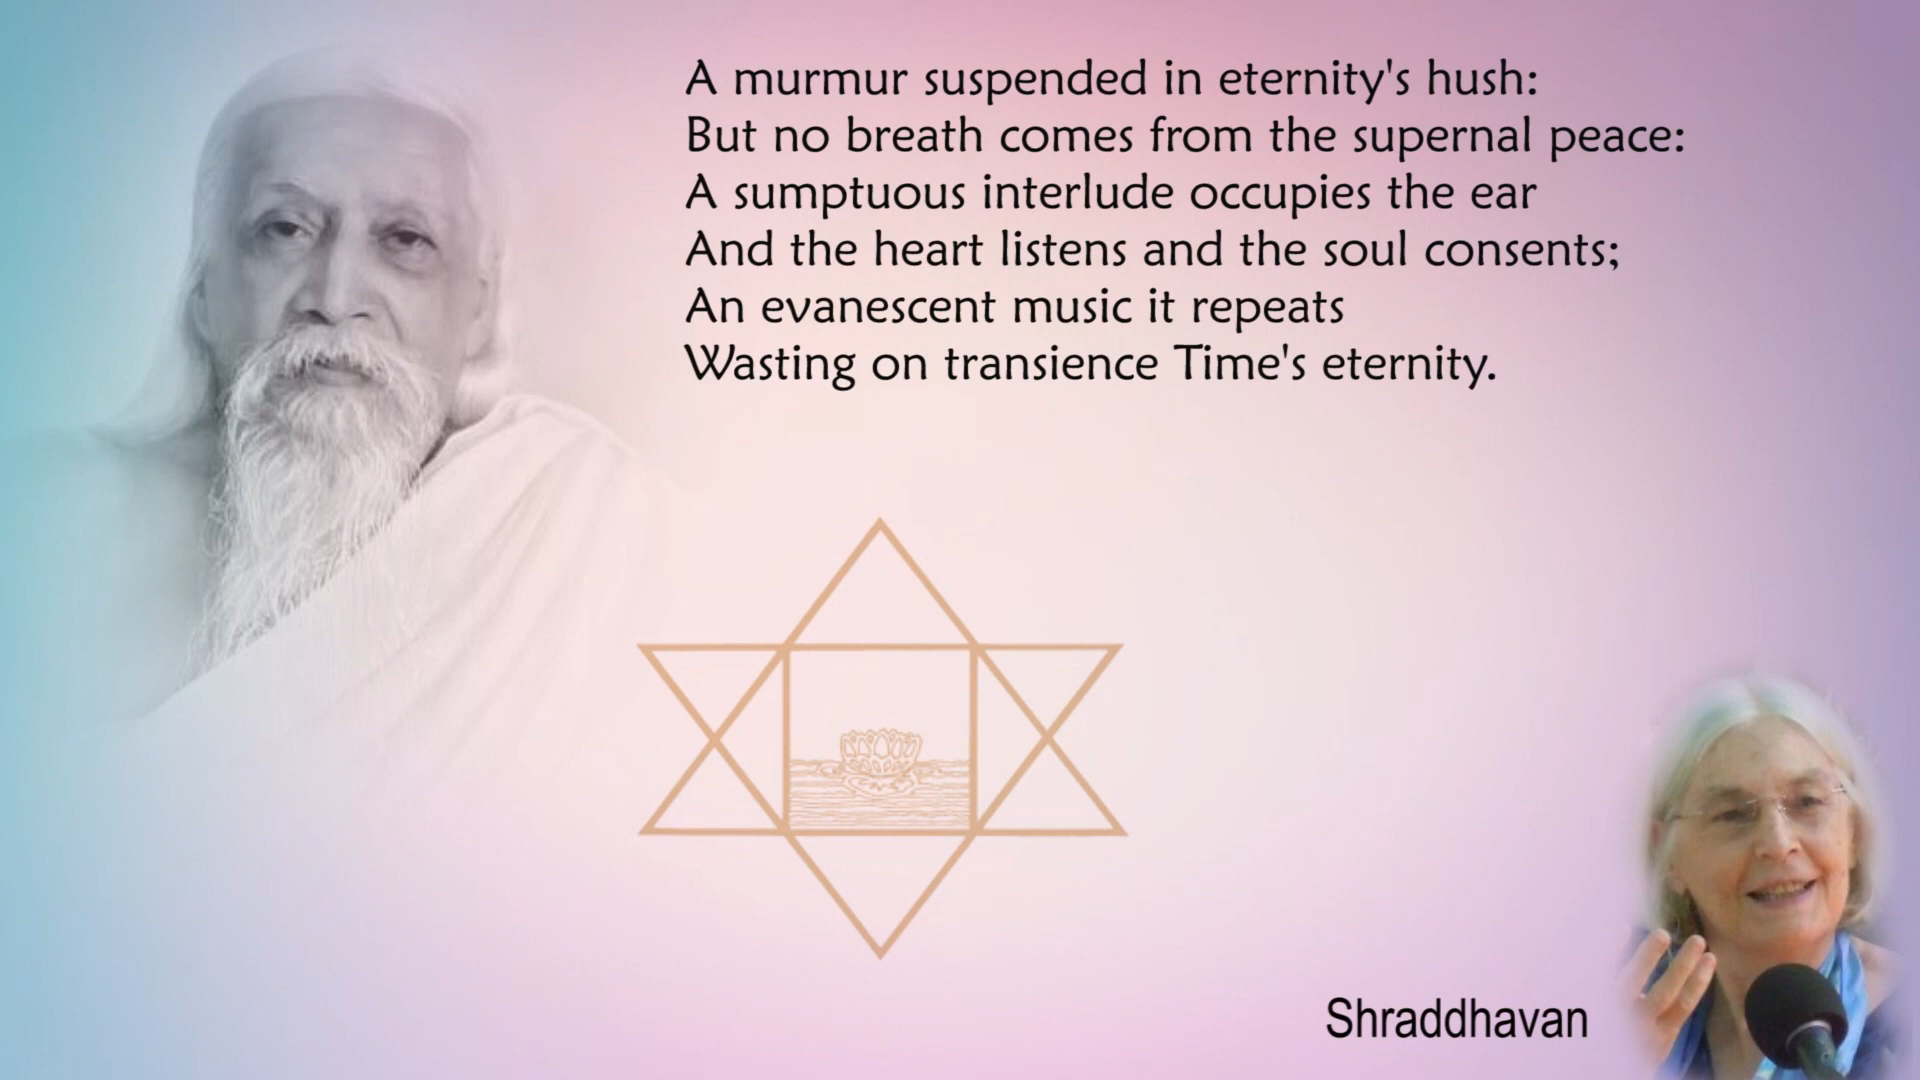 A murmur suspended in eternity's hush:
But no breath comes from the supernal peace:
A sumptuous interlude occupies the ear
And the heart listens and the soul consents;
An evanescent music it repeats
Wasting on transience Time's eternity.
Shraddhavan